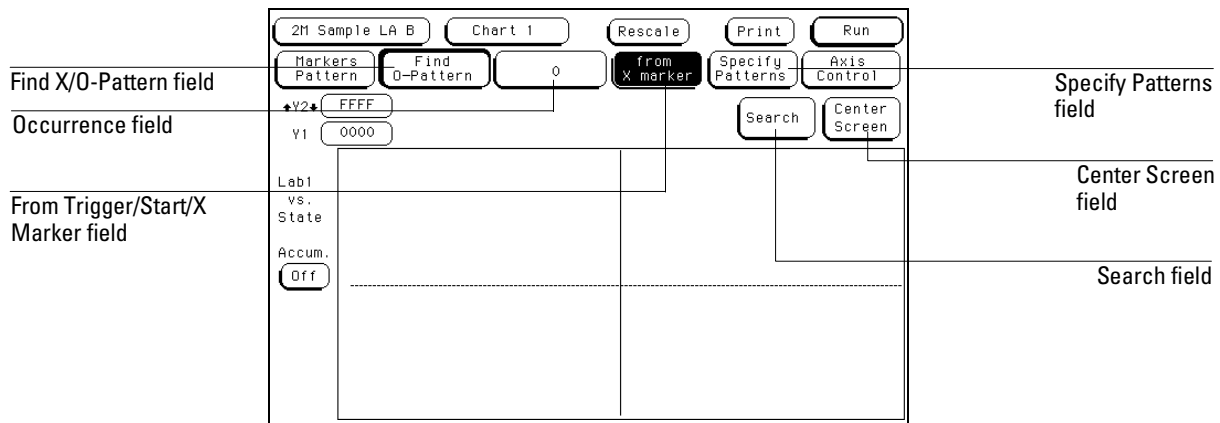 2M Sample LA B Chart 1 Rescale Print Run
Markers Pattern
Find O-Pattern
0
from X marker
Specify Patterns
Axis Control
Find X/O-Pattern field
Specify Patterns field
Y2 FFFF
Search
Center Screen
Occurrence field
Y1 0000
Lab1
vs.
State
From Trigger/Start/X
Marker field
Center Screen
field
Accum.
Off
Search field